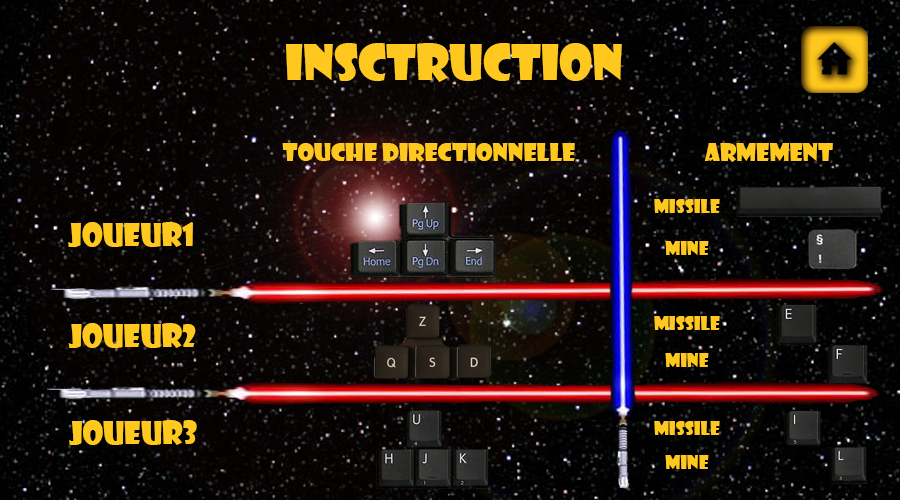 INSCTRUCTION
TOUCHE DIRECTIONNELLE
ARMEMENT
JOUEUR1
Pg Up
Home
Pg Dn
End
MISSILE
MINE
§
!
JOUEUR2
Z
Q
S
D
MISSILE
E
MINE
F
JOUEUR3
U
H
J
K
MISSILE
I
MINE
L